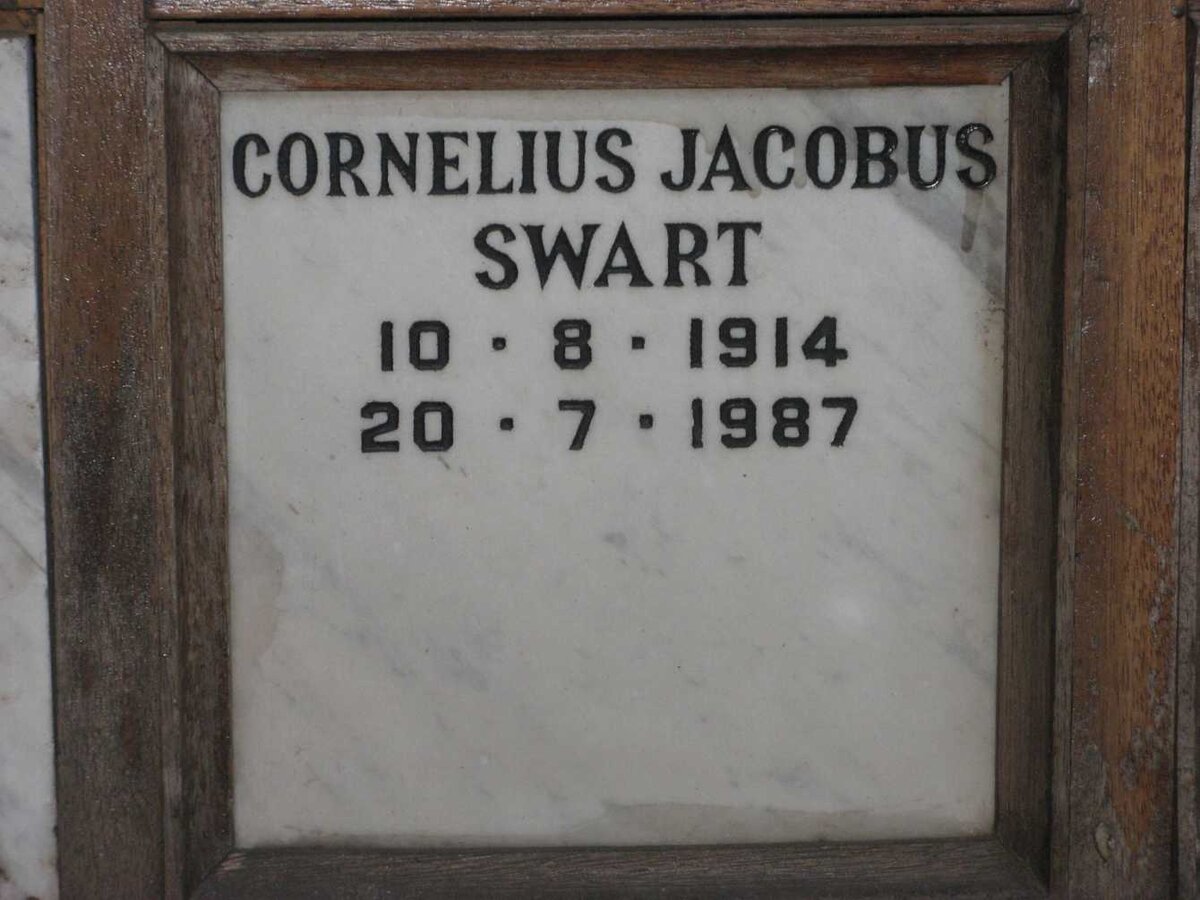 CORNELIUS JACOBUS
SWART
10 · 8 · 1914
20 · 7 · 1987